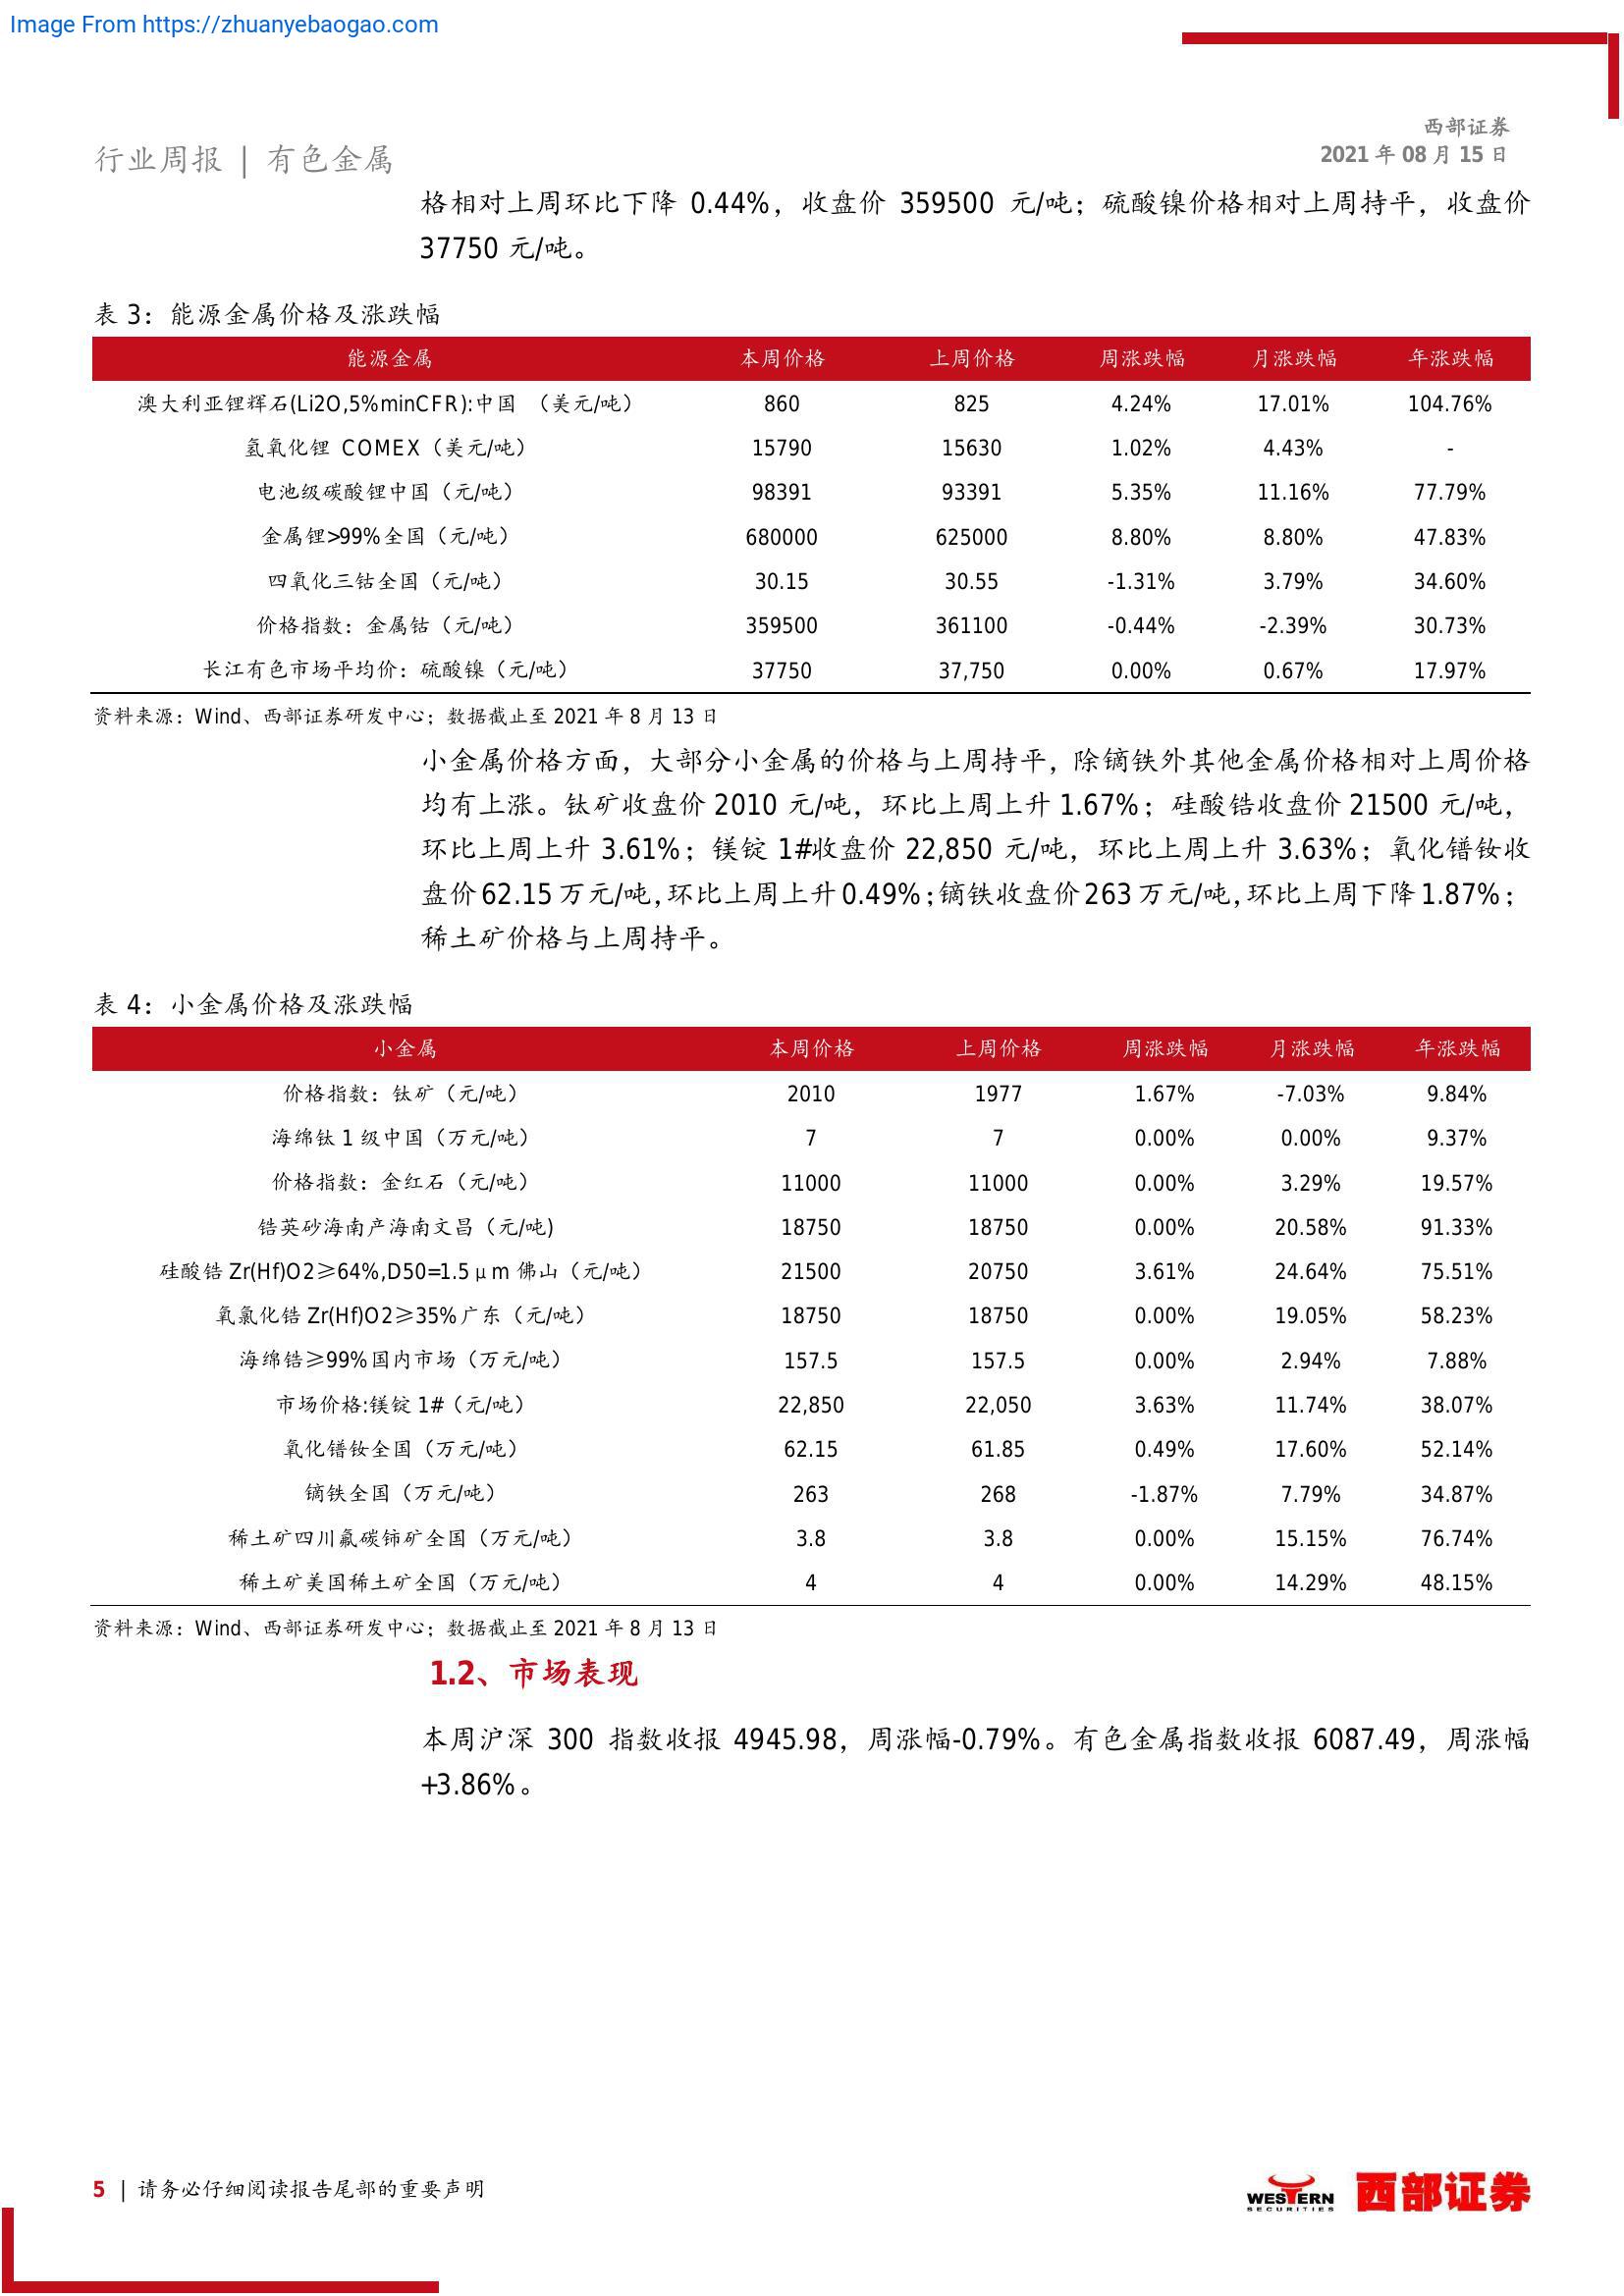 Image From https://zhuanyebaogao.com
西部证券
行业周报 | 有色金属
2021 年 08 月 15 日
格相对上周环比下降 0.44%，收盘价 359500 元/吨；硫酸镍价格相对上周持平，收盘价
37750 元/吨。
表 3：能源金属价格及涨跌幅
能源金属 本周价格 上周价格 周涨跌幅 月涨跌幅 年涨跌幅
澳大利亚锂辉石(Li2O,5%minCFR):中国 （美元/吨） 860 825 4.24% 17.01% 104.76%
氢氧化锂 COMEX（美元/吨） 15790 15630 1.02% 4.43% -
电池级碳酸锂中国（元/吨） 98391 93391 5.35% 11.16% 77.79%
金属锂>99%全国（元/吨） 680000 625000 8.80% 8.80% 47.83%
四氧化三钴全国（元/吨） 30.15 30.55 -1.31% 3.79% 34.60%
价格指数：金属钴（元/吨） 359500 361100 -0.44% -2.39% 30.73%
长江有色市场平均价：硫酸镍（元/吨） 37750 37,750 0.00% 0.67% 17.97%
资料来源：Wind、西部证券研发中心；数据截止至 2021 年 8 月 13 日
小金属价格方面，大部分小金属的价格与上周持平，除镝铁外其他金属价格相对上周价格
均有上涨。钛矿收盘价 2010 元/吨，环比上周上升 1.67%；硅酸锆收盘价 21500 元/吨，
环比上周上升 3.61%；镁锭 1#收盘价 22,850 元/吨，环比上周上升 3.63%；氧化镨钕收
盘价 62.15 万元/吨，环比上周上升 0.49%；镝铁收盘价 263 万元/吨，环比上周下降 1.87%；
稀土矿价格与上周持平。
表 4：小金属价格及涨跌幅
小金属 本周价格 上周价格 周涨跌幅 月涨跌幅 年涨跌幅
价格指数：钛矿（元/吨） 2010 1977 1.67% -7.03% 9.84%
海绵钛 1 级中国（万元/吨） 7 7 0.00% 0.00% 9.37%
价格指数：金红石（元/吨） 11000 11000 0.00% 3.29% 19.57%
锆英砂海南产海南文昌（元/吨) 18750 18750 0.00% 20.58% 91.33%
硅酸锆 Zr(Hf)O2≥64%,D50=1.5μm 佛山（元/吨） 21500 20750 3.61% 24.64% 75.51%
氧氯化锆 Zr(Hf)O2≥35%广东（元/吨） 18750 18750 0.00% 19.05% 58.23%
海绵锆≥99%国内市场（万元/吨） 157.5 157.5 0.00% 2.94% 7.88%
市场价格:镁锭 1#（元/吨） 22,850 22,050 3.63% 11.74% 38.07%
氧化镨钕全国（万元/吨） 62.15 61.85 0.49% 17.60% 52.14%
镝铁全国（万元/吨） 263 268 -1.87% 7.79% 34.87%
稀土矿四川氟碳铈矿全国（万元/吨） 3.8 3.8 0.00% 15.15% 76.74%
稀土矿美国稀土矿全国（万元/吨） 4 4 0.00% 14.29% 48.15%
资料来源：Wind、西部证券研发中心；数据截止至 2021 年 8 月 13 日
1.2、市场表现
本周沪深 300 指数收报 4945.98，周涨幅-0.79%。有色金属指数收报 6087.49，周涨幅
+3.86%。
5 | 请务必仔细阅读报告尾部的重要声明
WESTERN
SECURITIES
西部证券